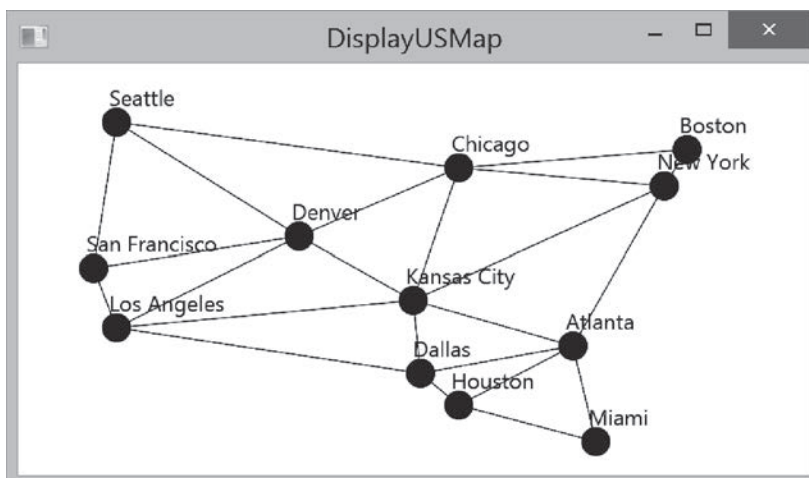 DisplayUSMap
Seattle
Boston
Chicago
New York
Denver
San Francisco
Kansas City
Los Angeles
Atlanta
Dallas
Houston
Miami